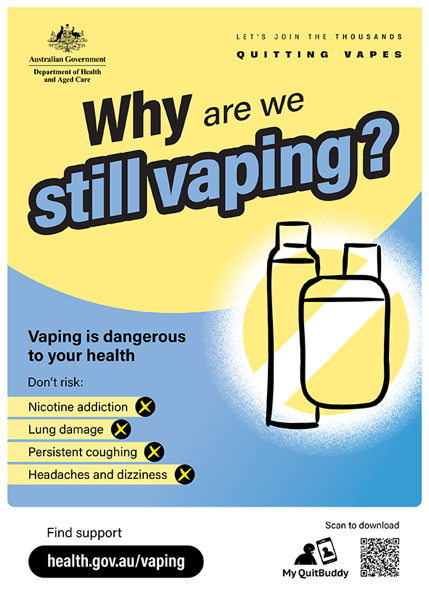 Australian Government
Department of Health
and Aged Care
LET'S JOIN THE THOUSANDS
QUITTING VAPES
Why are we
still vaping?
Vaping is dangerous
to your health
Don't risk:
Nicotine addiction
Lung damage
Persistent coughing
Headaches and dizziness
Find support
health.gov.au/vaping
Scan to download
My QuitBuddy